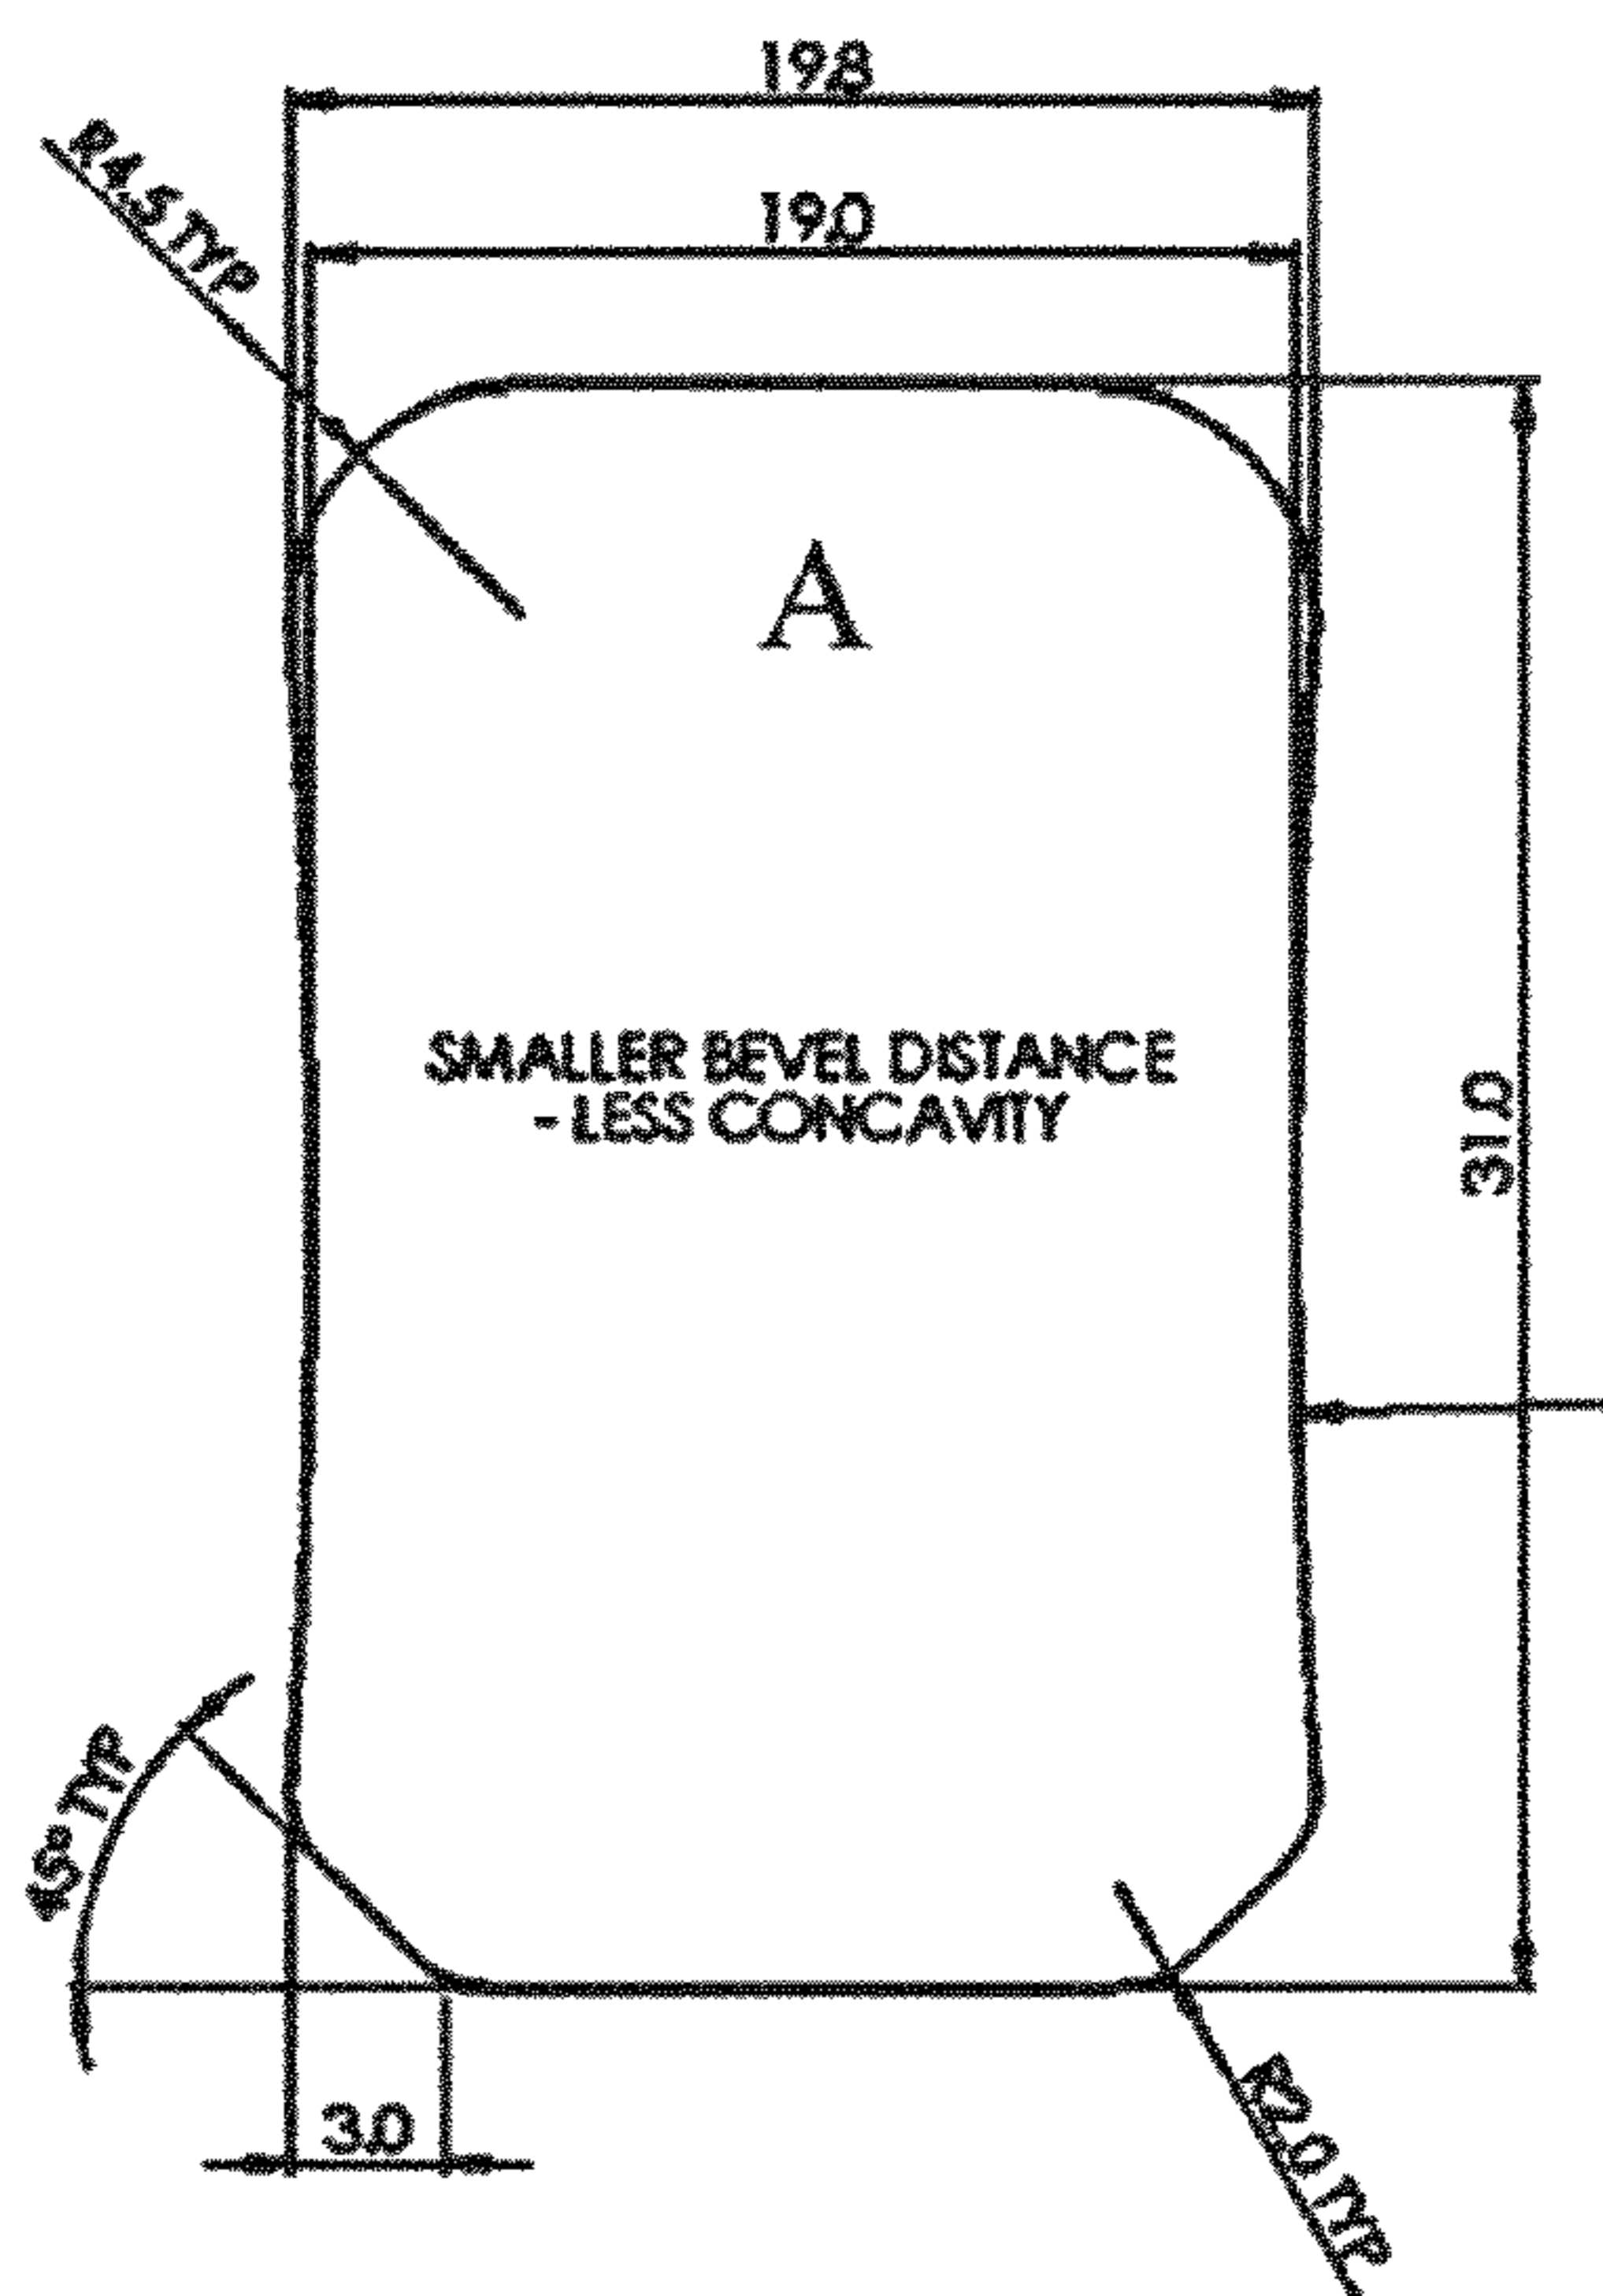 19.8
19.0
R4.5 TYP
A
SMALLER BEVEL DISTANCE
- LESS CONCAVITY
31.0
45° TYP
3.0
R2.0 TYP